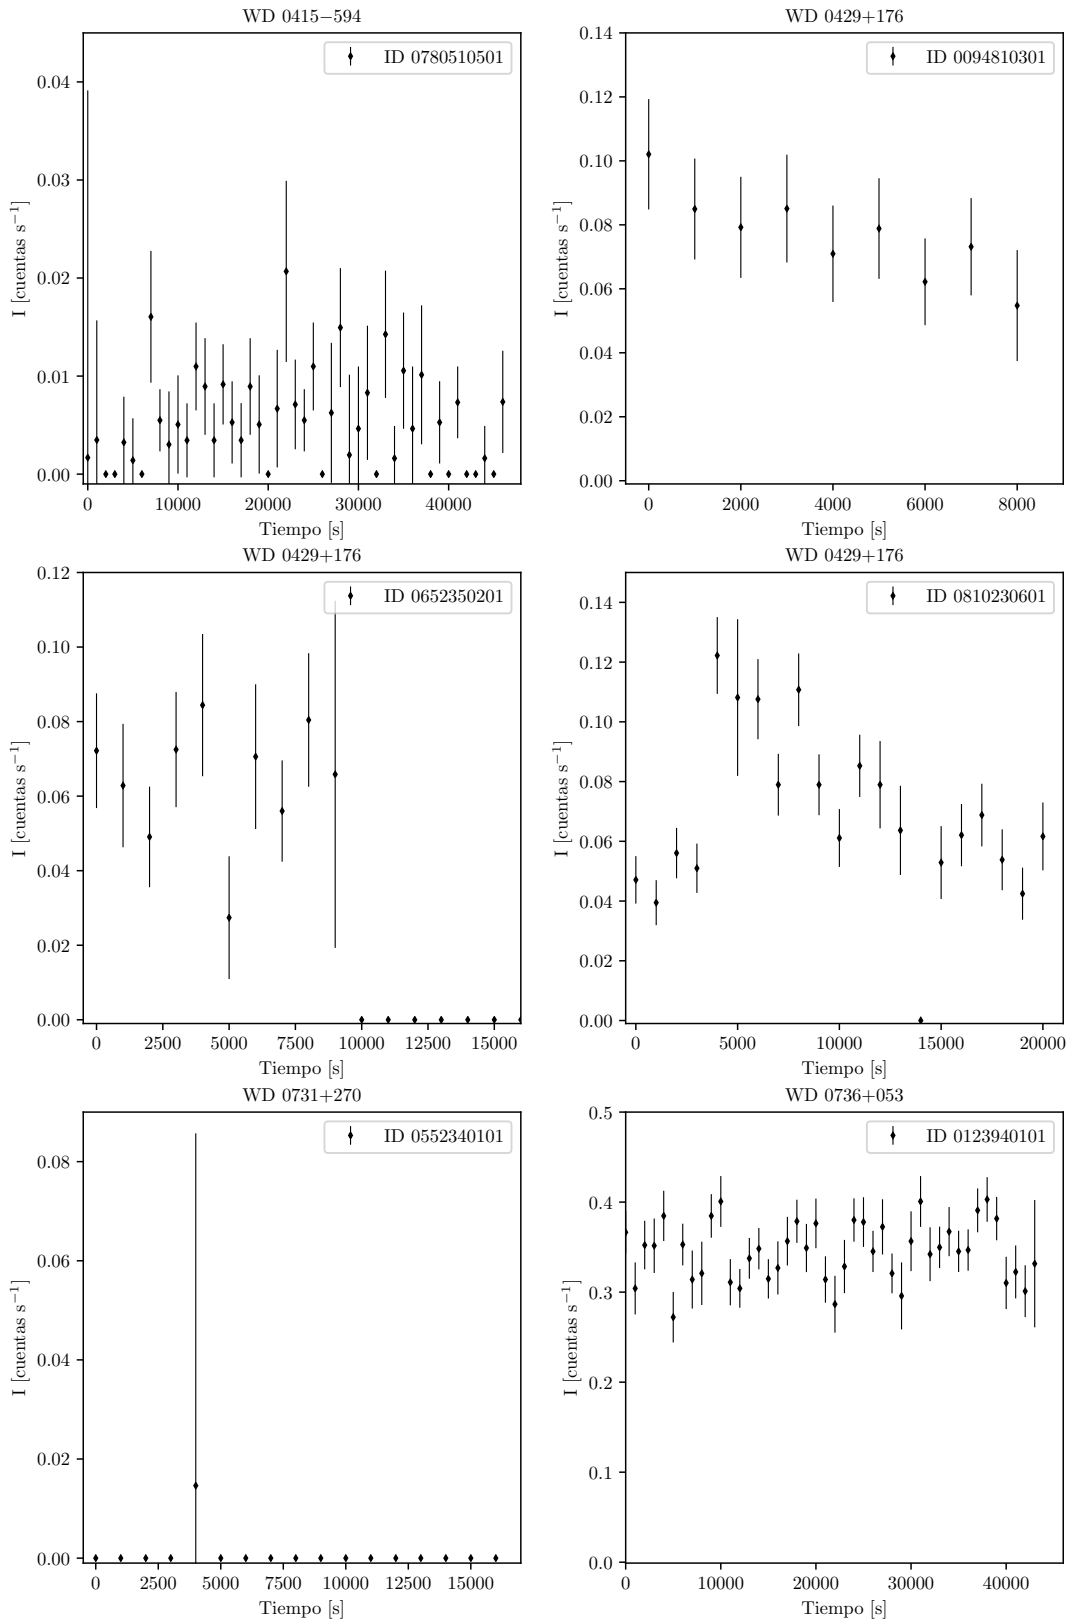 WD 0415−594
ID 0780510501
I [cuentas s⁻¹]
0.04
0.03
0.02
0.01
0.00
0 10000 20000 30000 40000
Tiempo [s]
WD 0429+176
ID 0094810301
I [cuentas s⁻¹]
0.14
0.12
0.10
0.08
0.06
0.04
0.02
0.00
0 2000 4000 6000 8000
Tiempo [s]
WD 0429+176
ID 0652350201
I [cuentas s⁻¹]
0.12
0.10
0.08
0.06
0.04
0.02
0.00
0 2500 5000 7500 10000 12500 15000
Tiempo [s]
WD 0429+176
ID 0810230601
I [cuentas s⁻¹]
0.14
0.12
0.10
0.08
0.06
0.04
0.02
0.00
0 5000 10000 15000 20000
Tiempo [s]
WD 0731+270
ID 0552340101
I [cuentas s⁻¹]
0.08
0.06
0.04
0.02
0.00
0 2500 5000 7500 10000 12500 15000
Tiempo [s]
WD 0736+053
ID 0123940101
I [cuentas s⁻¹]
0.5
0.4
0.3
0.2
0.1
0.0
0 10000 20000 30000 40000
Tiempo [s]